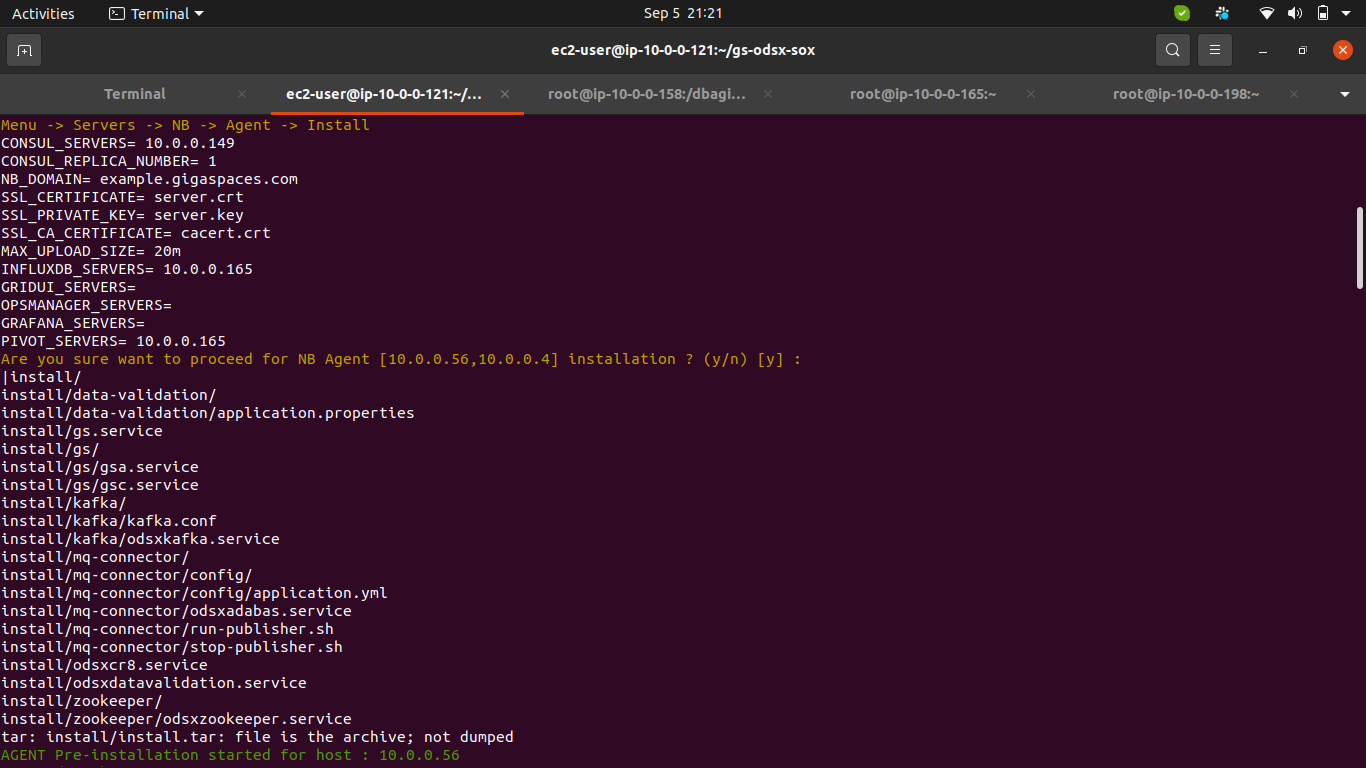 Activities Terminal Sep 5 21:21
ec2-user@ip-10-0-0-121:~/gs-odsx-sox
Terminal ec2-user@ip-10-0-0-121:~/... root@ip-10-0-0-158:/dbagi... root@ip-10-0-0-165:~ root@ip-10-0-0-198:~
Menu -> Servers -> NB -> Agent -> Install
CONSUL_SERVERS= 10.0.0.149
CONSUL_REPLICA_NUMBER= 1
NB_DOMAIN= example.gigaspaces.com
SSL_CERTIFICATE= server.crt
SSL_PRIVATE_KEY= server.key
SSL_CA_CERTIFICATE= cacert.crt
MAX_UPLOAD_SIZE= 20m
INFLUXDB_SERVERS= 10.0.0.165
GRIDUI_SERVERS=
OPSMANAGER_SERVERS=
GRAFANA_SERVERS=
PIVOT_SERVERS= 10.0.0.165
Are you sure want to proceed for NB Agent [10.0.0.56,10.0.0.4] installation ? (y/n) [y] :
|install/
install/data-validation/
install/data-validation/application.properties
install/gs.service
install/gs/
install/gs/gsa.service
install/gs/gsc.service
install/kafka/
install/kafka/kafka.conf
install/kafka/odsxkafka.service
install/mq-connector/
install/mq-connector/config/
install/mq-connector/config/application.yml
install/mq-connector/odsxadabas.service
install/mq-connector/run-publisher.sh
install/mq-connector/stop-publisher.sh
install/odsxcr8.service
install/odsxdatavalidation.service
install/zookeeper/
install/zookeeper/odsxzookeeper.service
tar: install/install.tar: file is the archive; not dumped
AGENT Pre-installation started for host : 10.0.0.56